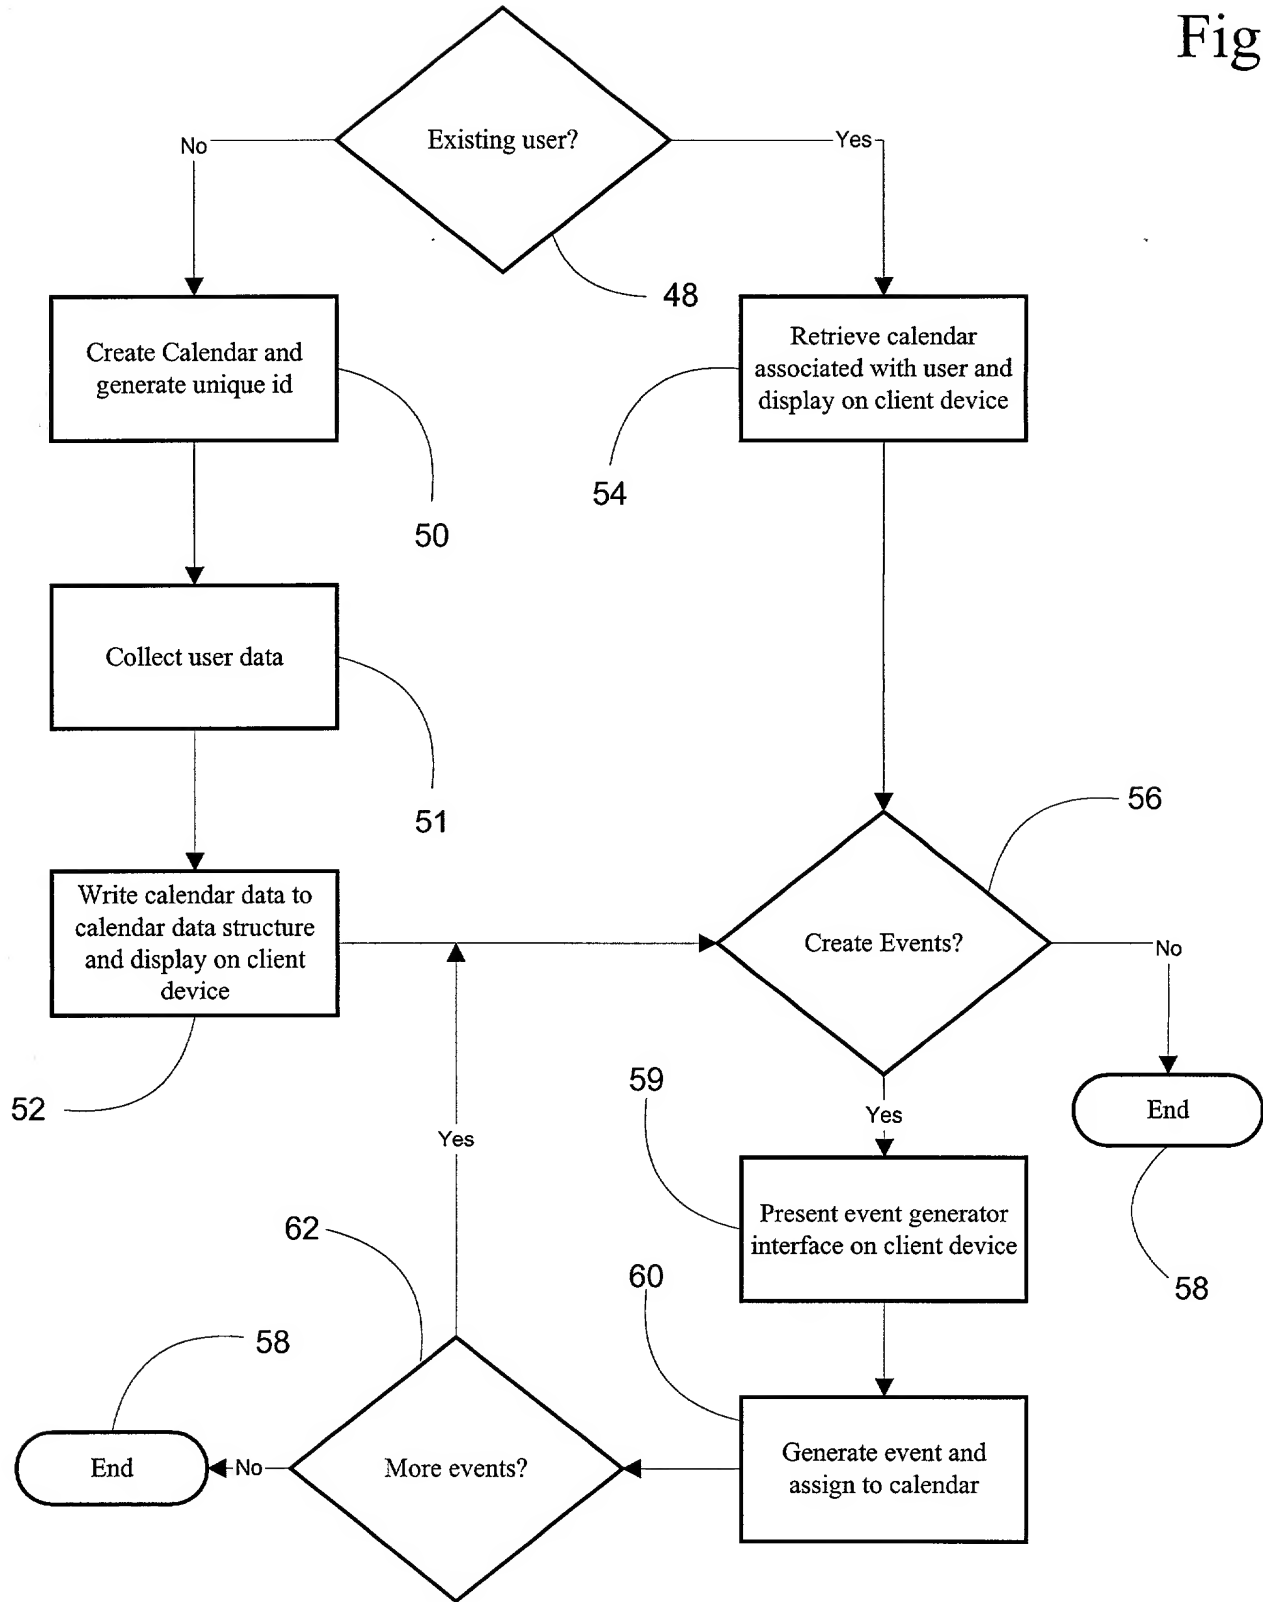 Fig
Existing user?
No
Yes
48
Create Calendar and
generate unique id
Retrieve calendar
associated with user and
display on client device
50
54
Collect user data
51
56
Write calendar data to
calendar data structure
and display on client
device
Create Events?
No
52
59
Yes
End
Yes
62
Present event generator
interface on client device
58
60
58
End
No
More events?
Generate event and
assign to calendar